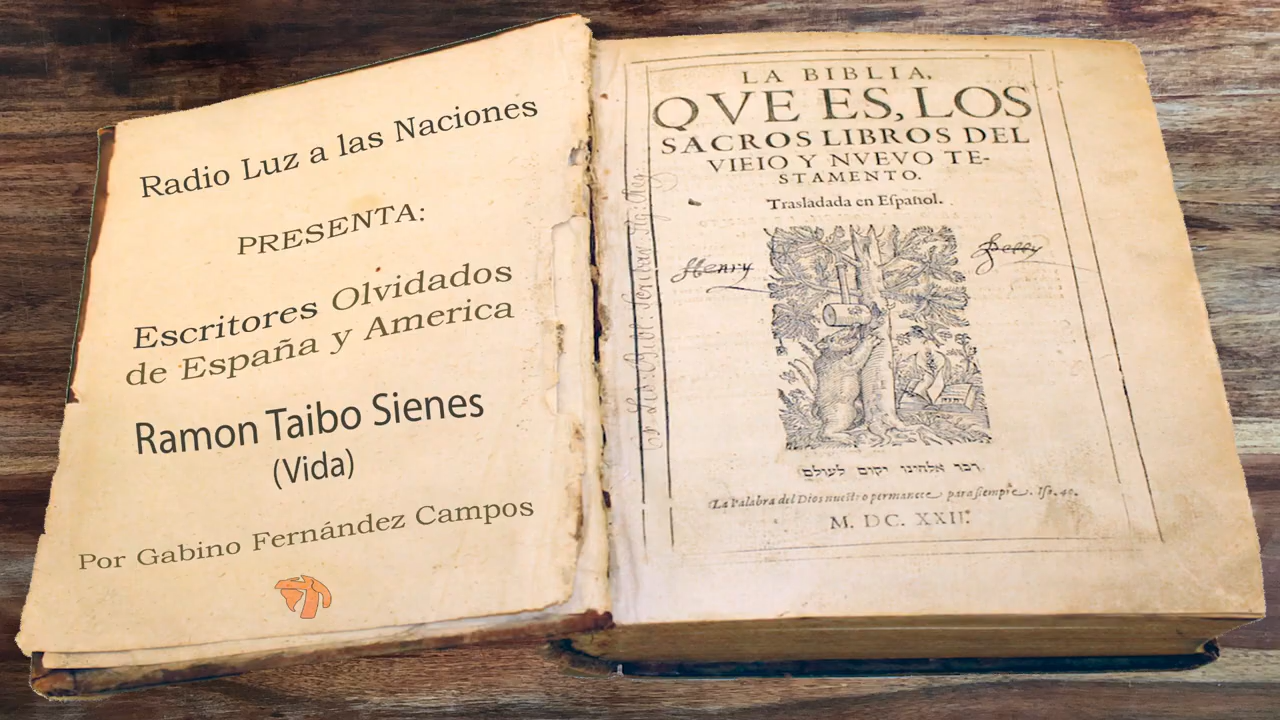 Radio Luz a las Naciones
PRESENTA:
Escritores Olvidados
de España y America
Ramon Taibo Sienes
(Vida)
Por Gabino Fernández Campos
LA BIBLIA,
QVE ES, LOS
SACROS LIBROS DEL
VIEIO Y NVEVO TE-
STAMENTO.
Trasladada en Eſpañol.
Henry
דבר אלהינו יקום לעולם
La Palabra del Dios nueſtro permanece para ſiempre. Iſa. 40.
M. DC. XXII.